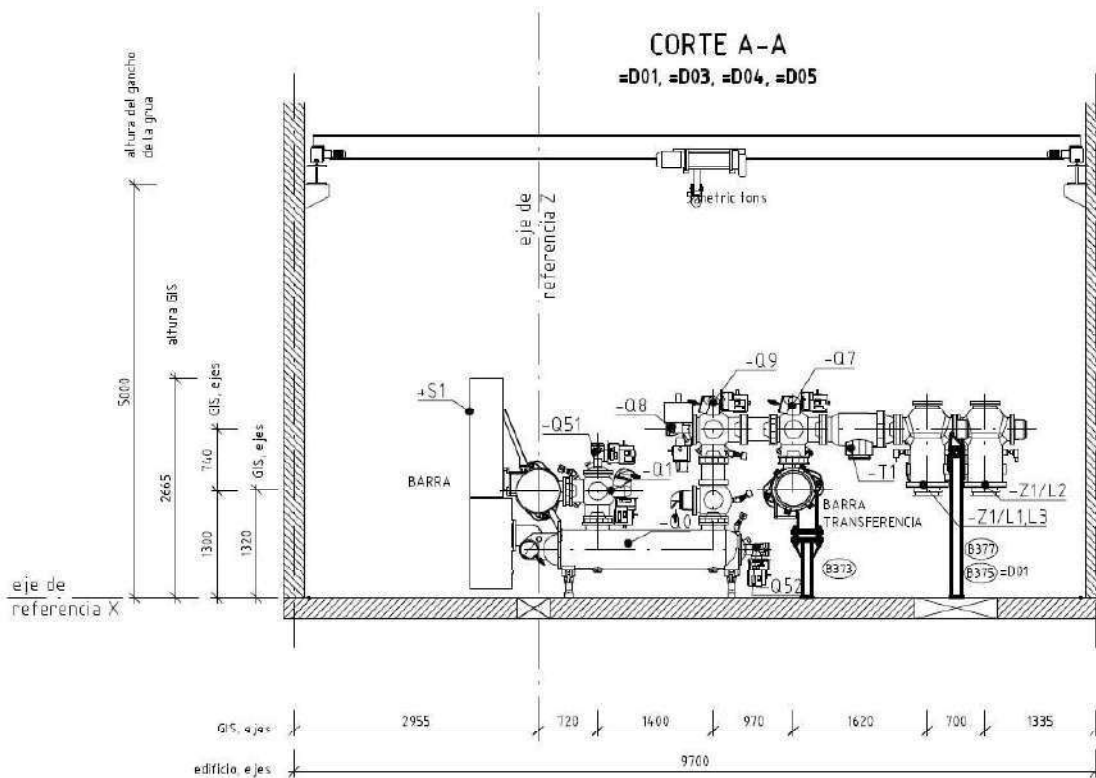 CORTE A-A
=D01, =D03, =D04, =D05
altura del gancho
de la grua
eje de
referencia Z
metric tons
altura GIS
5000
2665
GIS, ejes
740
GIS, ejes
1300
1320
+S1
-Q9
-Q7
-Q8
-Q51
-Q1
BARRA
-T1
-Z1/L2
-Z1/L1,L3
BARRA
TRANSFERENCIA
-Q0
B377
B373
B375 =D01
-Q52
eje de
referencia X
GIS, ejes
2955
720
1400
970
1620
700
1335
edificio, ejes
9700